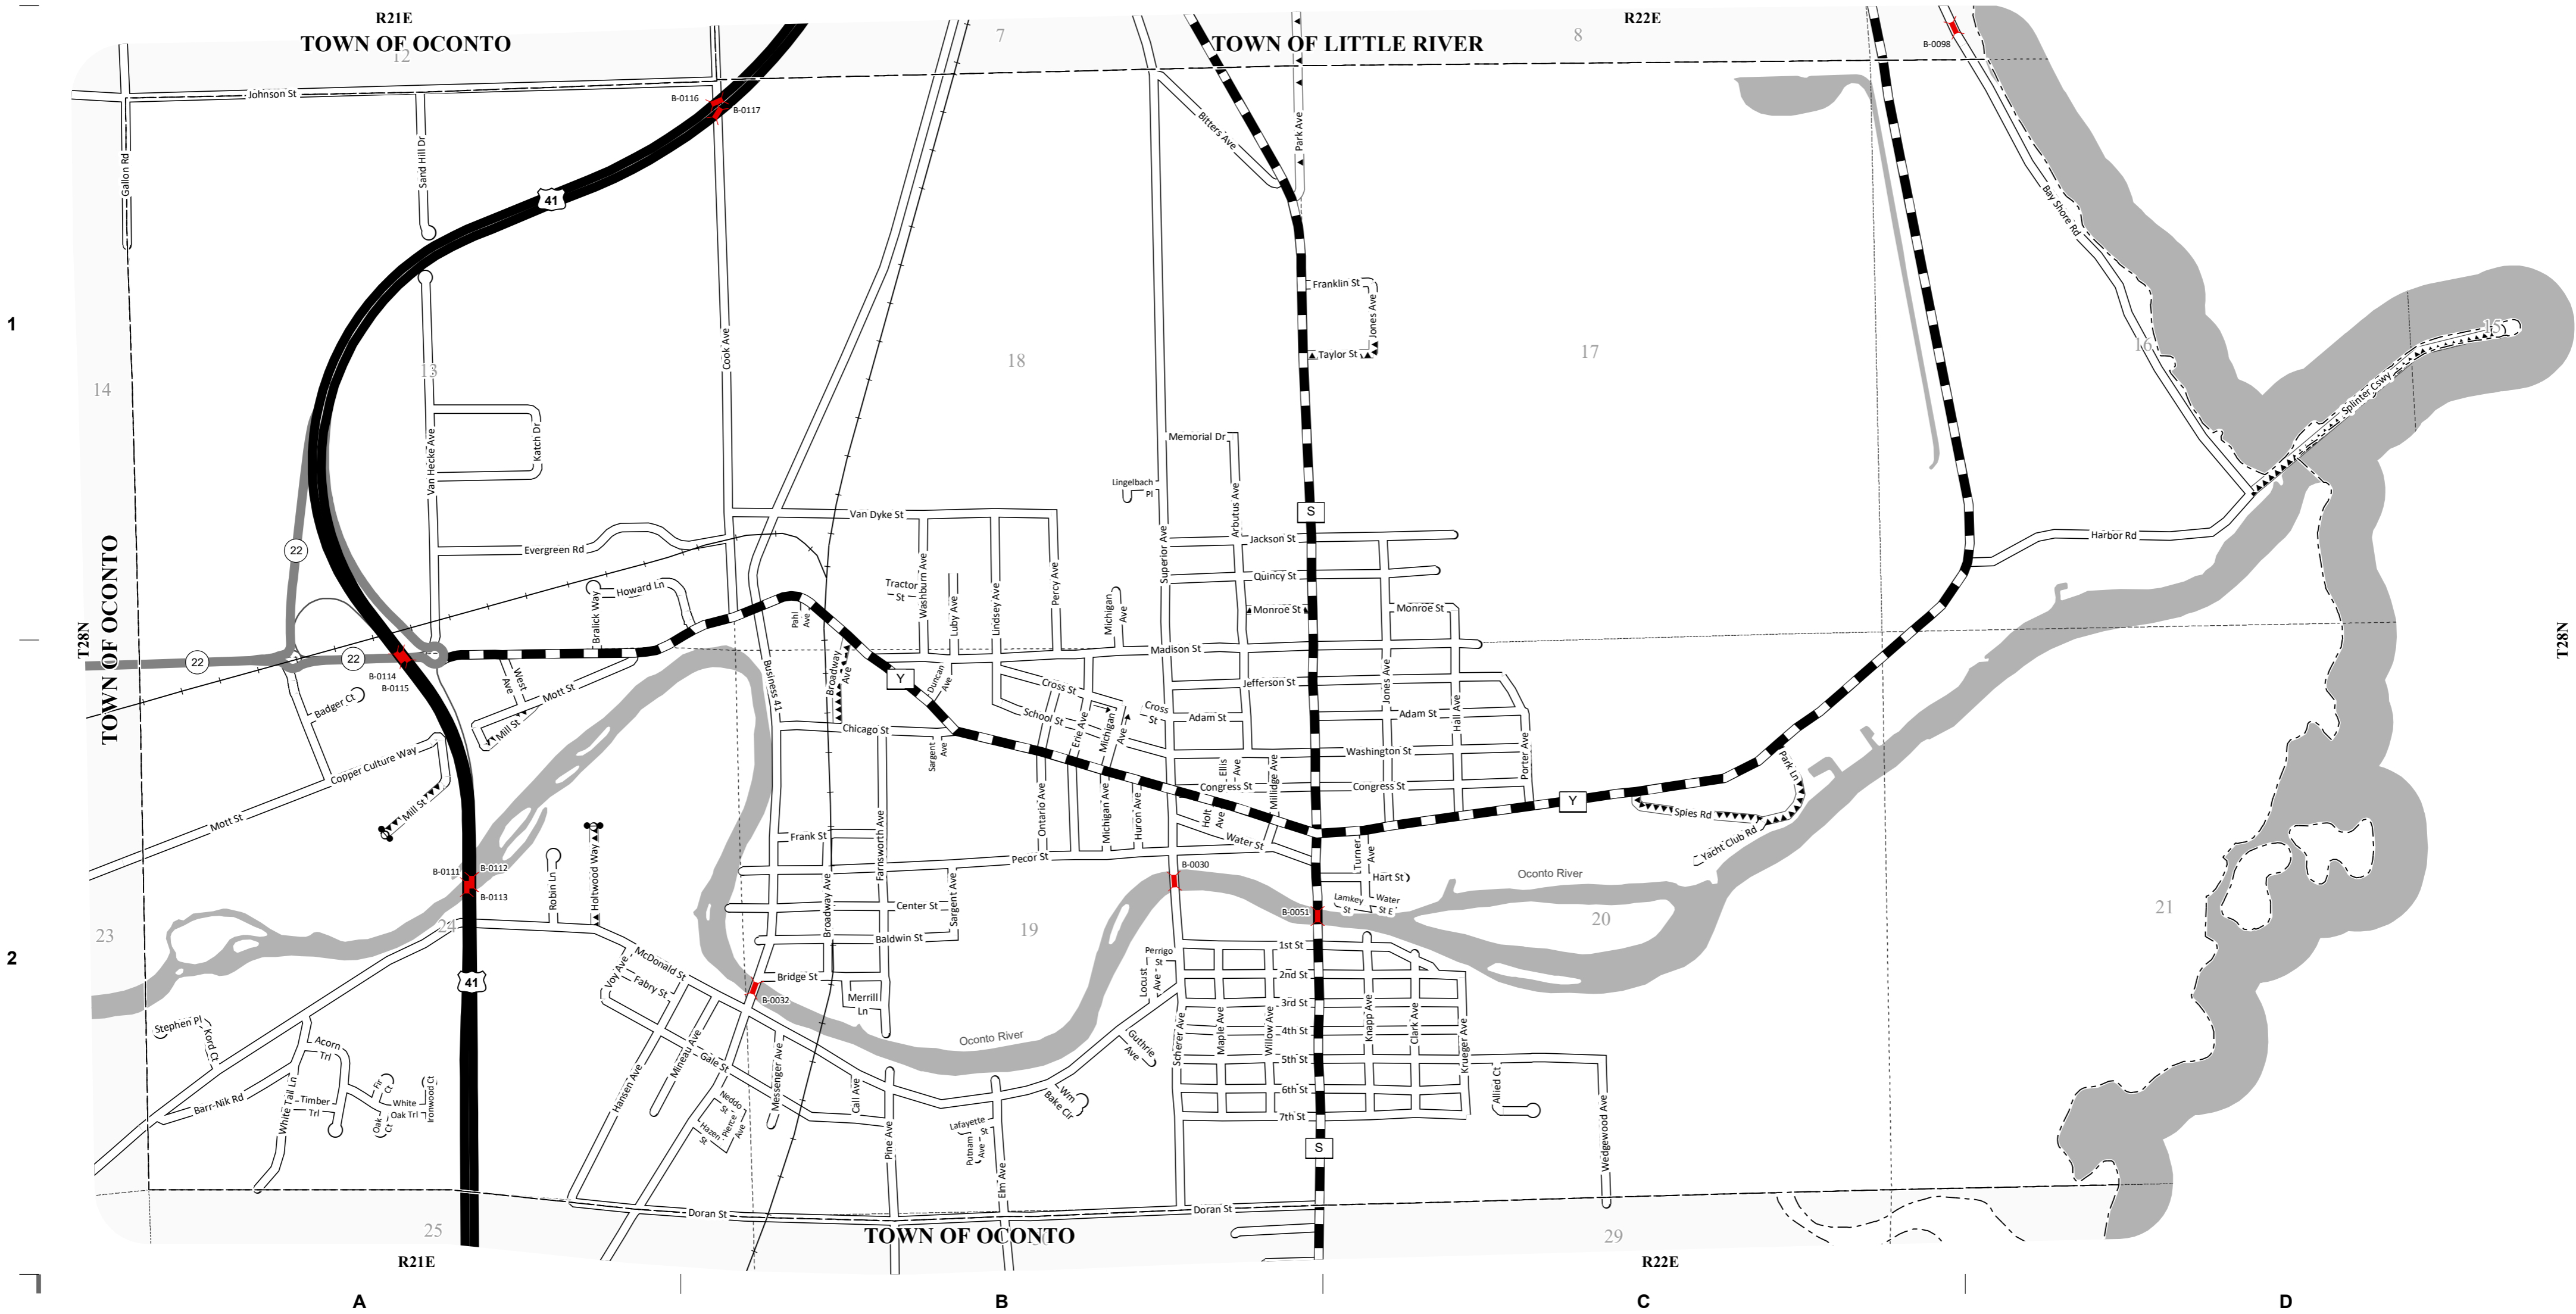 R21E
R22E
TOWN OF OCONTO
TOWN OF LITTLE RIVER
12
7
8
B-0098
Johnson St
B-0116
B-0117
Bitters Ave
Park Ave
Gallon Rd
Sand Hill Dr
41
Bay Shore Rd
Franklin St
Jones Ave
Taylor St
1
15
16
17
18
13
14
Cook Ave
Splinter Cswy
Katch Dr
Van Hecke Ave
Memorial Dr
Lingelbach
Pl
Arbutus Ave
S
Van Dyke St
Superior Ave
Jackson St
Harbor Rd
22
Evergreen Rd
Quincy St
Tractor
St
Washburn Ave
Luby Ave
Lindsey Ave
Percy Ave
Michigan
Ave
Howard Ln
Bralick Way
Pahl
Ave
Monroe St
Monroe St
T28N
TOWN OF OCONTO
T28N
22
22
Madison St
B-0114
B-0115
West
Ave
Mott St
Business 41
Broadway
Ave
Y
Duncan
Ave
Cross St
Jefferson St
Jones Ave
Badger Ct
Mill St
School St
Erie Ave
Michigan
Ave
Cross
St
Adam St
Adam St
Hall Ave
Chicago St
Sargent
Ave
Washington St
Porter Ave
Copper Culture Way
Ellis
Ave
Millidge Ave
Congress St
Congress St
Park Ln
Mill St
Y
Spies Rd
Mott St
Ontario Ave
Michigan Ave
Huron Ave
Holt
Ave
Water St
Yacht Club Rd
Frank St
Farnsworth Ave
Pecor St
Turner
Ave
B-0030
B-0111
B-0112
B-0113
Robin Ln
Holtwood Way
Broadway Ave
Sargent Ave
Hart St
Oconto River
Center St
Lamkey
St
Water
St E
B-0051
20
21
23
24
19
Baldwin St
1st St
2
McDonald St
Perrigo
St
Voy Ave
Fabry St
Bridge St
Locust
Ave
2nd St
41
B-0032
Merrill
Ln
3rd St
Stephen Pl
Kord Ct
Oconto River
Scherer Ave
Maple Ave
Willow Ave
4th St
Knapp Ave
Clark Ave
Krueger Ave
Acorn
Trl
Mineau Ave
Gale St
Messenger Ave
Guthrie
Ave
5th St
Hansen Ave
Call Ave
Wm
Bake Cir
6th St
Allied Ct
Barr-Nik Rd
White Tail Ln
Timber
Trl
Fir
Ct
White
Oak Trl
Oak
Ct
Ironwood Ct
Neddo
St
Pierce
Ave
Hazen
St
Lafayette
St
Putnam
Ave
7th St
Pine Ave
Elm Ave
S
Wedgewood Ave
Doran St
Doran St
25
TOWN OF OCONTO
29
R21E
R22E
A
B
C
D